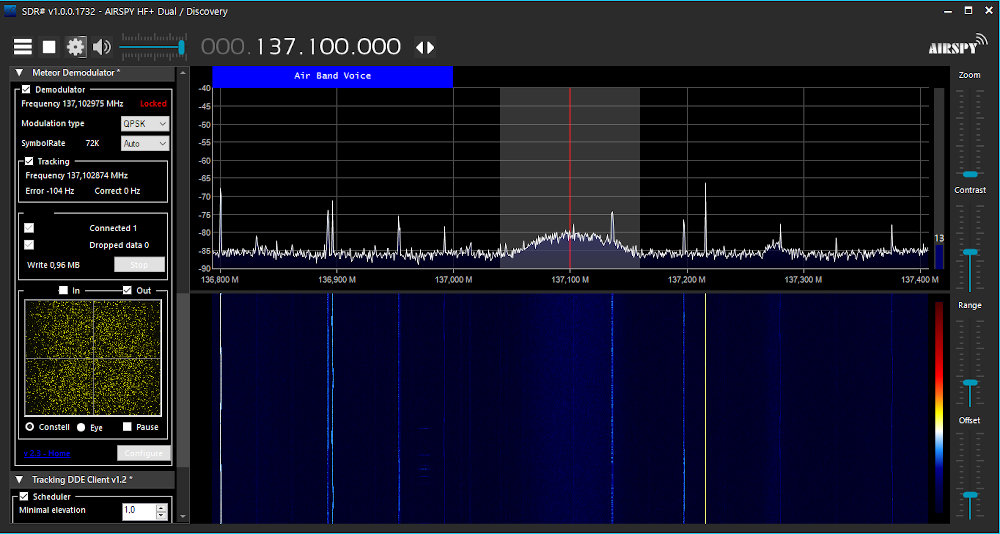 SDR# v1.0.0.1732 - AIRSPY HF+ Dual / Discovery
000.137.100.000
AIRSPY
Meteor Demodulator *
Demodulator
Frequency 137,102975 MHz Locked
Modulation type QPSK
SymbolRate 72K Auto
Tracking
Frequency 137,102874 MHz
Error -104 Hz Correct 0 Hz
Connected 1
Dropped data 0
Write 0,96 MB Stop
In Out
Constell Eye Pause
v.2.3 - Home Configure
Tracking DDE Client v1.2 *
Scheduler
Minimal elevation 1,0
Air Band Voice
-40
-45
-50
-55
-60
-65
-70
-75
-80
-85
-90
13
136,800 M 136,900 M 137,000 M 137,100 M 137,200 M 137,300 M 137,400 M
Zoom
Contrast
Range
Offset